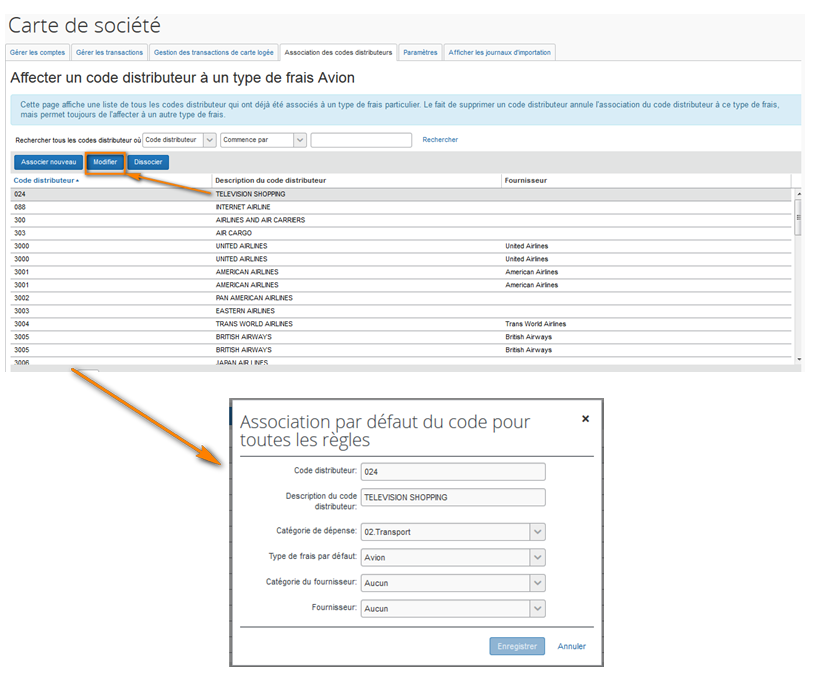 Carte de société
Gérer les comptes Gérer les transactions Gestion des transactions de carte logée Association des codes distributeurs Paramètres Afficher les journaux d'importation
Affecter un code distributeur à un type de frais Avion
Cette page affiche une liste de tous les codes distributeur qui ont déjà été associés à un type de frais particulier. Le fait de supprimer un code distributeur annule l'association du code distributeur à ce type de frais,
mais permet toujours de l'affecter à un autre type de frais.
Rechercher tous les codes distributeur où Code distributeur Commence par Rechercher
Associer nouveau Modifier Dissocier
Code distributeur Description du code distributeur Fournisseur
024 TELEVISION SHOPPING
088 INTERNET AIRLINE
300 AIRLINES AND AIR CARRIERS
303 AIR CARGO
3000 UNITED AIRLINES United Airlines
3000 UNITED AIRLINES United Airlines
3001 AMERICAN AIRLINES American Airlines
3001 AMERICAN AIRLINES American Airlines
3002 PAN AMERICAN AIRLINES
3003 EASTERN AIRLINES
3004 TRANS WORLD AIRLINES Trans World Airlines
3005 BRITISH AIRWAYS British Airways
3005 BRITISH AIRWAYS British Airways
3006 JAPAN AIR LINES
Association par défaut du code pour
toutes les règles
Code distributeur: 024
Description du code
distributeur: TELEVISION SHOPPING
Catégorie de dépense: 02.Transport
Type de frais par défaut: Avion
Catégorie du fournisseur: Aucun
Fournisseur: Aucun
Enregistrer Annuler